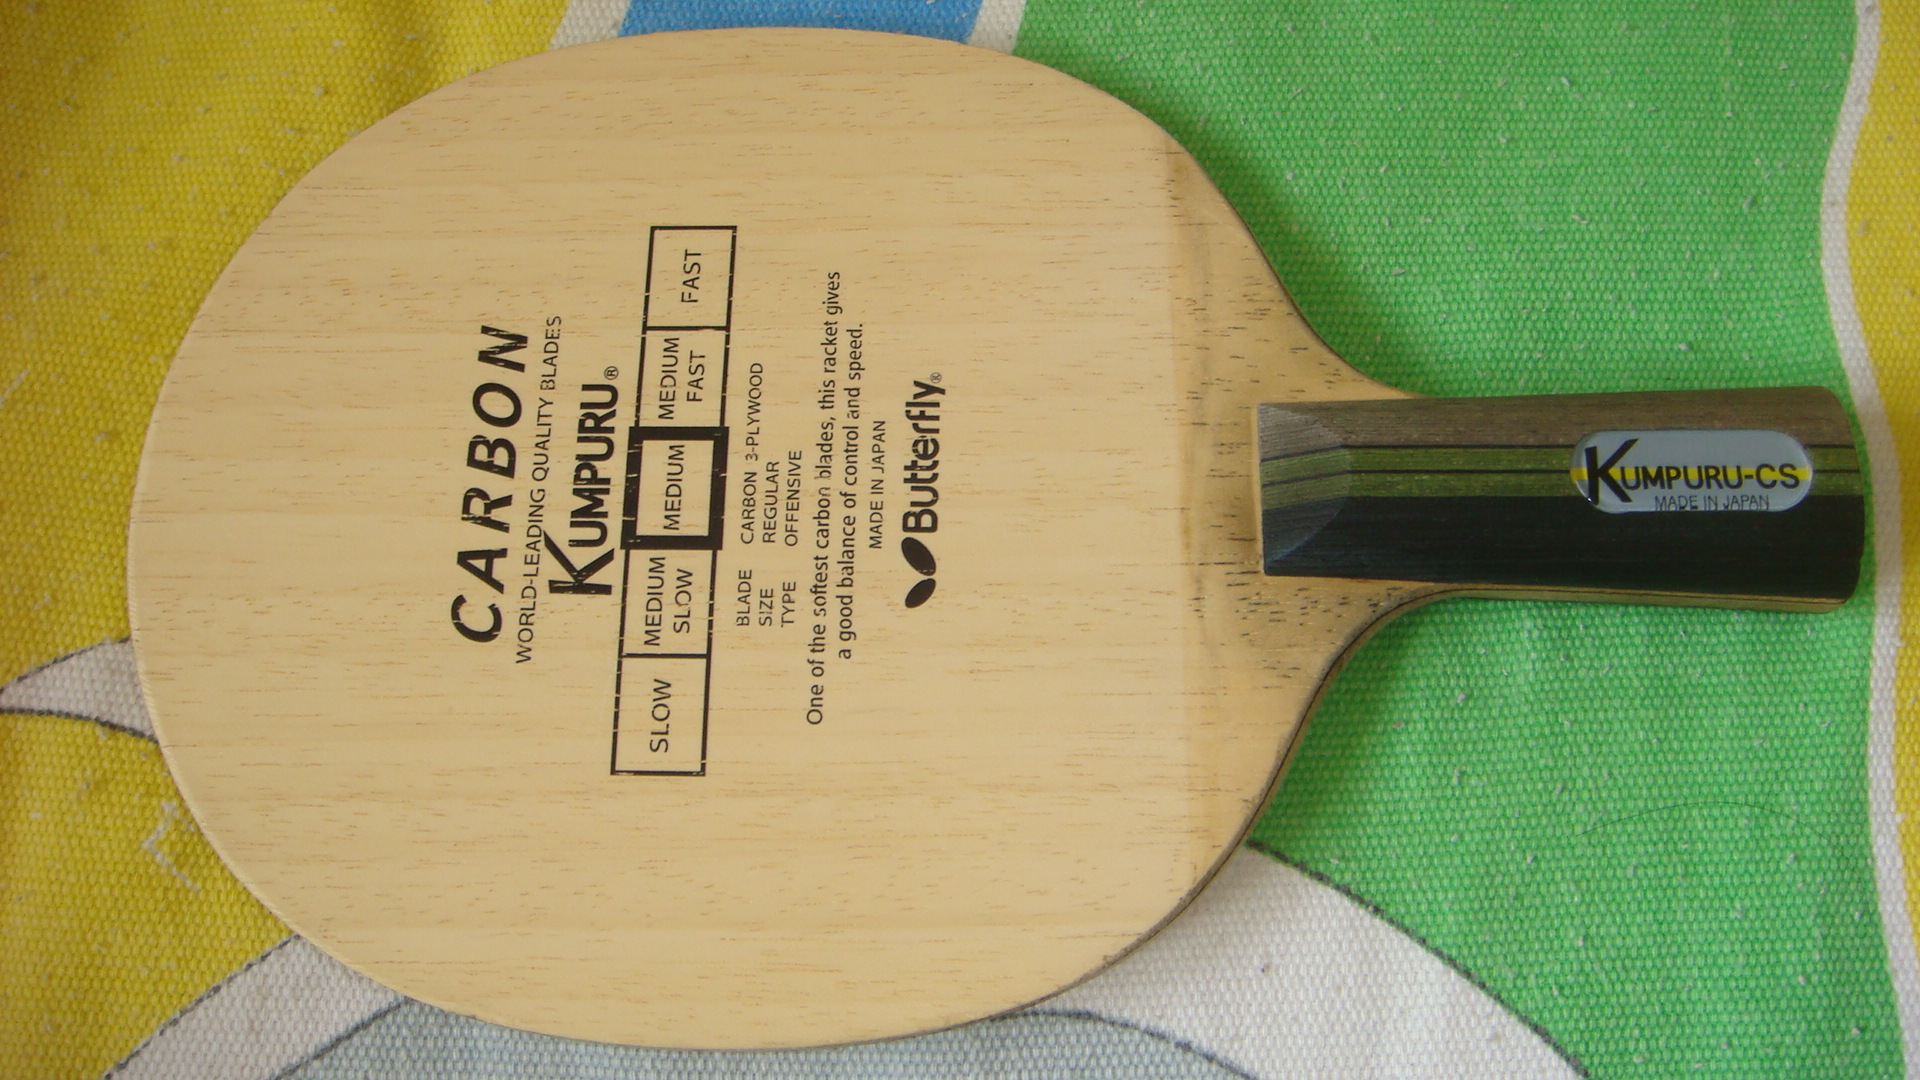 CARBON
WORLD-LEADING QUALITY BLADES
KUMPURU®
SLOW
MEDIUM
SLOW
MEDIUM
MEDIUM
FAST
FAST
BLADE CARBON 3-PLYWOOD
SIZE REGULAR
TYPE OFFENSIVE
One of the softest carbon blades, this racket gives
a good balance of control and speed.
MADE IN JAPAN
Butterfly®
KUMPURU-CS
MADE IN JAPAN